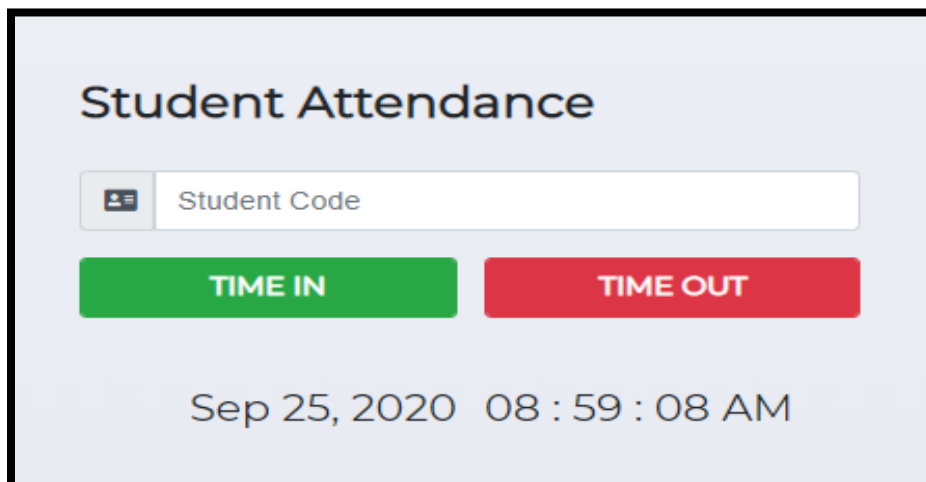 Student Attendance
Student Code
TIME IN TIME OUT
Sep 25, 2020 08 : 59 : 08 AM